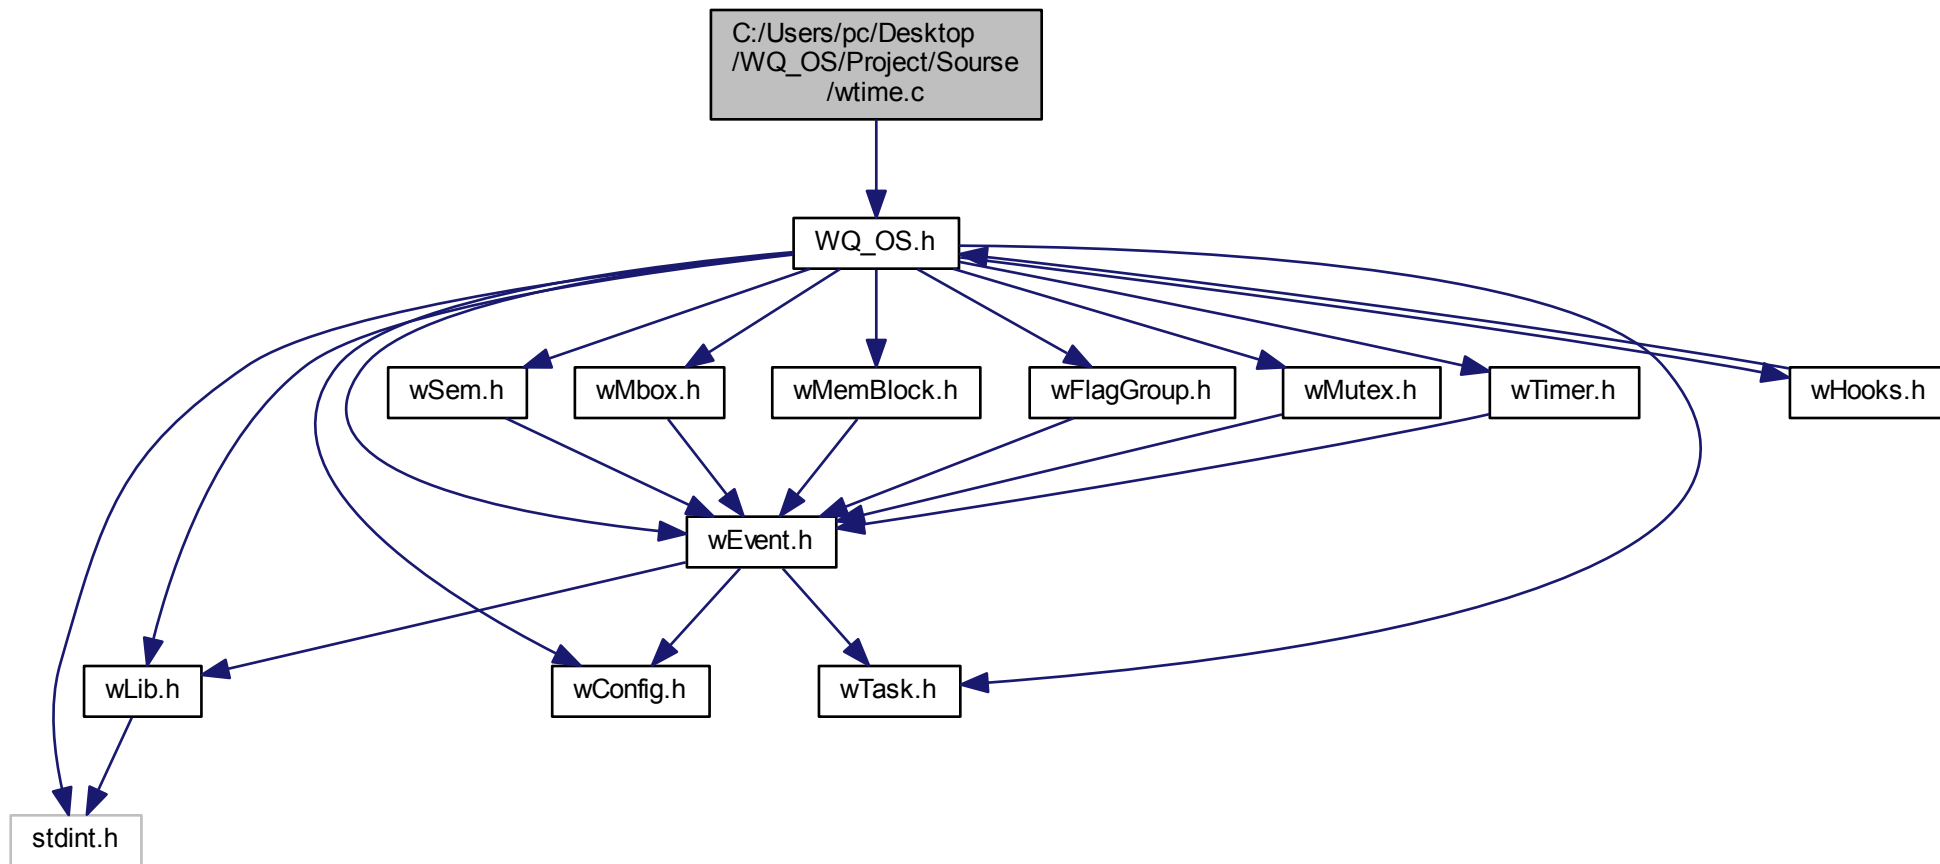 C:/Users/pc/Desktop
/WQ_OS/Project/Sourse
/wtime.c
WQ_OS.h
wSem.h
wMbox.h
wMemBlock.h
wFlagGroup.h
wMutex.h
wTimer.h
wHooks.h
wEvent.h
wLib.h
wConfig.h
wTask.h
stdint.h